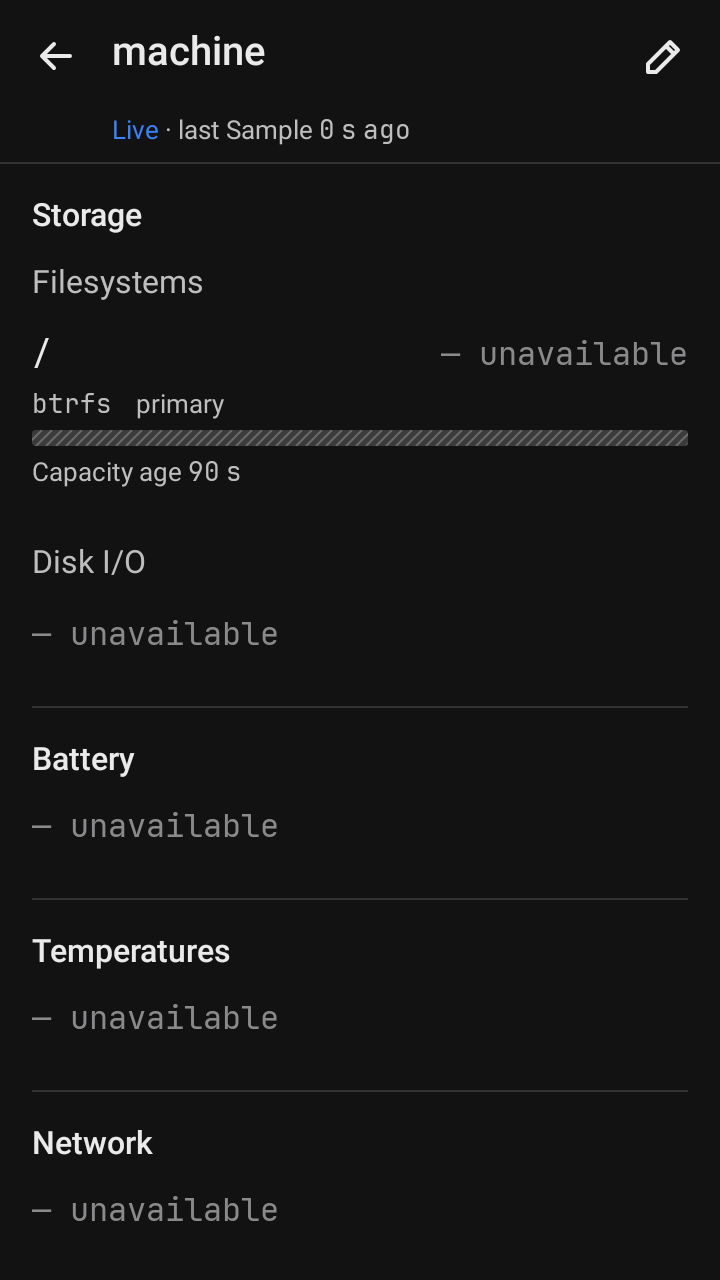 machine
Live · last Sample 0 s ago
Storage
Filesystems
/ — unavailable
btrfs primary
Capacity age 90 s
Disk I/O
— unavailable
Battery
— unavailable
Temperatures
— unavailable
Network
— unavailable